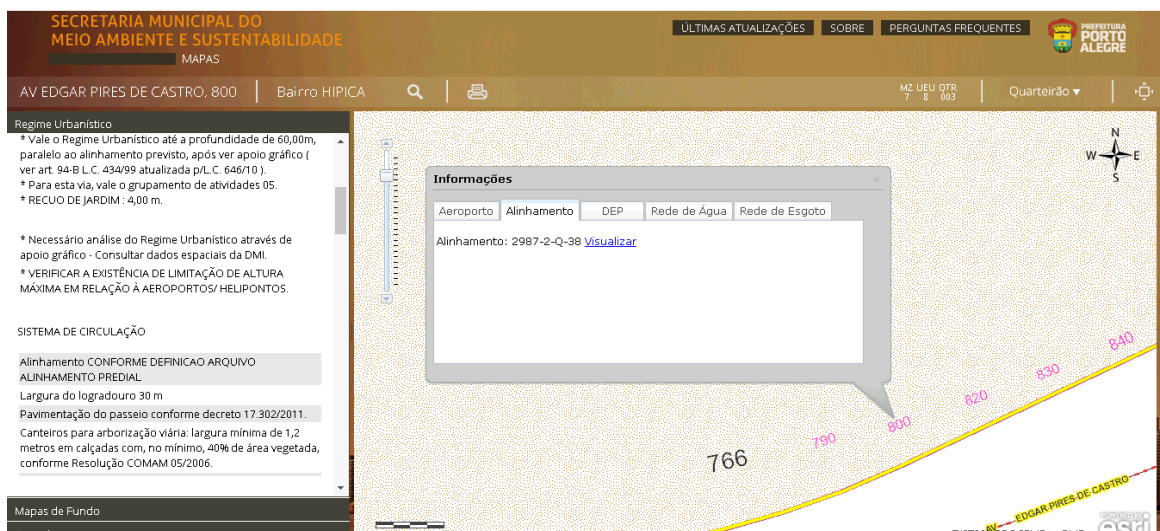 SECRETARIA MUNICIPAL DO
MEIO AMBIENTE E SUSTENTABILIDADE
MAPAS
ÚLTIMAS ATUALIZAÇÕES SOBRE PERGUNTAS FREQUENTES
PREFEITURA
PORTO
ALEGRE
AV EDGAR PIRES DE CASTRO, 800 Bairro HIPICA
MZ UEU QTR
7 8 003
Quarteirão ▾
Regime Urbanístico
* Vale o Regime Urbanístico até a profundidade de 60,00m,
paralelo ao alinhamento previsto, após ver apoio gráfico (
ver art. 94-B L.C. 434/99 atualizada p/L.C. 646/10 ).
* Para esta via, vale o grupamento de atividades 05.
* RECUO DE JARDIM : 4,00 m.
* Necessário análise do Regime Urbanístico através de
apoio gráfico - Consultar dados espaciais da DMI.
* VERIFICAR A EXISTÊNCIA DE LIMITAÇÃO DE ALTURA
MÁXIMA EM RELAÇÃO À AEROPORTOS/ HELIPONTOS.
SISTEMA DE CIRCULAÇÃO
Alinhamento CONFORME DEFINICAO ARQUIVO
ALINHAMENTO PREDIAL
Largura do logradouro 30 m
Pavimentação do passeio conforme decreto 17.302/2011.
Canteiros para arborização viária: largura mínima de 1,2
metros em calçadas com, no mínimo, 40% de área vegetada,
conforme Resolução COMAM 05/2006.
Mapas de Fundo
Informações
×
Aeroporto Alinhamento DEP Rede de Água Rede de Esgoto
Alinhamento: 2987-2-Q-38 Visualizar
N
W E
S
840
830
820
800
790
766
AV EDGAR PIRES DE CASTRO
POWERED BY
esri